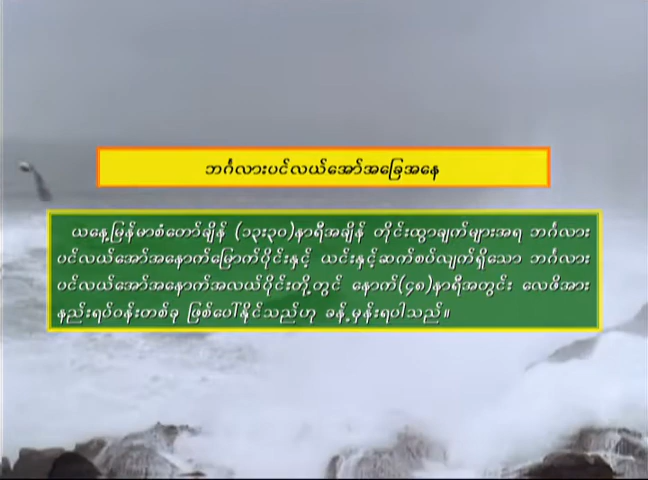 ဘင်္ဂလားပင်လယ်အော်အခြေအနေ
ယနေ့မြန်မာစံတော်ချိန် (၁၃း၃၀)နာရီအချိန် တိုင်းထွာချက်များအရ ဘင်္ဂလား
ပင်လယ်အော်အနောက်မြောက်ပိုင်းနှင့် ယင်းနှင့်ဆက်စပ်လျက်ရှိသော ဘင်္ဂလား
ပင်လယ်အော်အနောက်အလယ်ပိုင်းတို့တွင် နောက်(၄၈)နာရီအတွင်း လေဖိအား
နည်းရပ်ဝန်းတစ်ခု ဖြစ်ပေါ်နိုင်သည်ဟု ခန့်မှန်းရပါသည်။